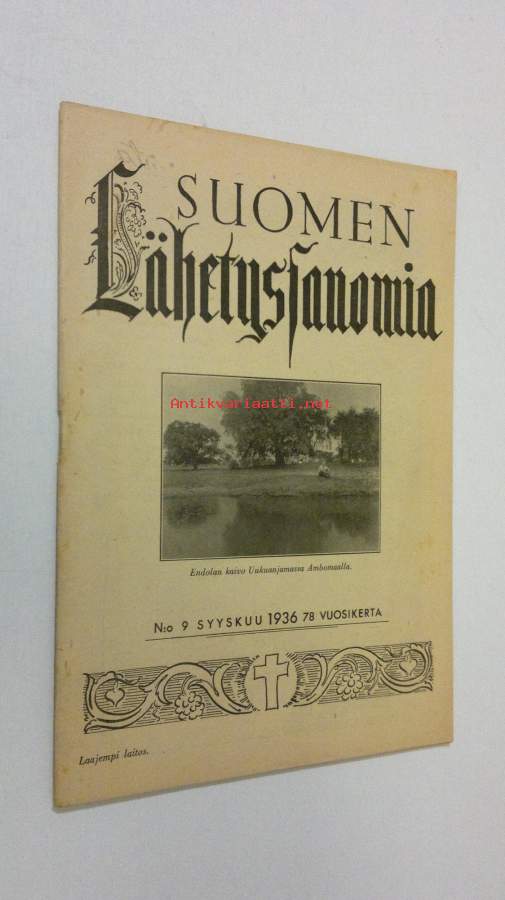 SUOMEN
Lähetyssanomia
Antikvariaatti.net
Endolan kaivo Uukuanjamassa Ambomaalla.
N:o 9 SYYSKUU 1936 78 VUOSIKERTA
Laajempi laitos.